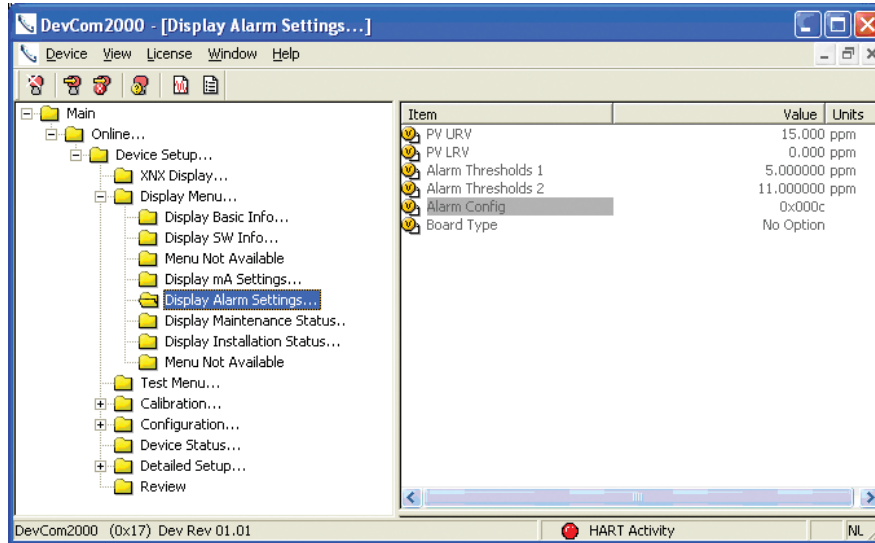 DevCom2000 - [Display Alarm Settings...]
Device View License Window Help
Main
Online...
Device Setup...
XNX Display...
Display Menu...
Display Basic Info...
Display SW Info...
Menu Not Available
Display mA Settings...
Display Alarm Settings...
Display Maintenance Status..
Display Installation Status...
Menu Not Available
Test Menu...
Calibration...
Configuration...
Device Status...
Detailed Setup...
Review
Item Value Units
PV URV 15.000 ppm
PV LRV 0.000 ppm
Alarm Thresholds 1 5.000000 ppm
Alarm Thresholds 2 11.000000 ppm
Alarm Config 0x000c
Board Type No Option
DevCom2000 (0x17) Dev Rev 01.01 HART Activity NL